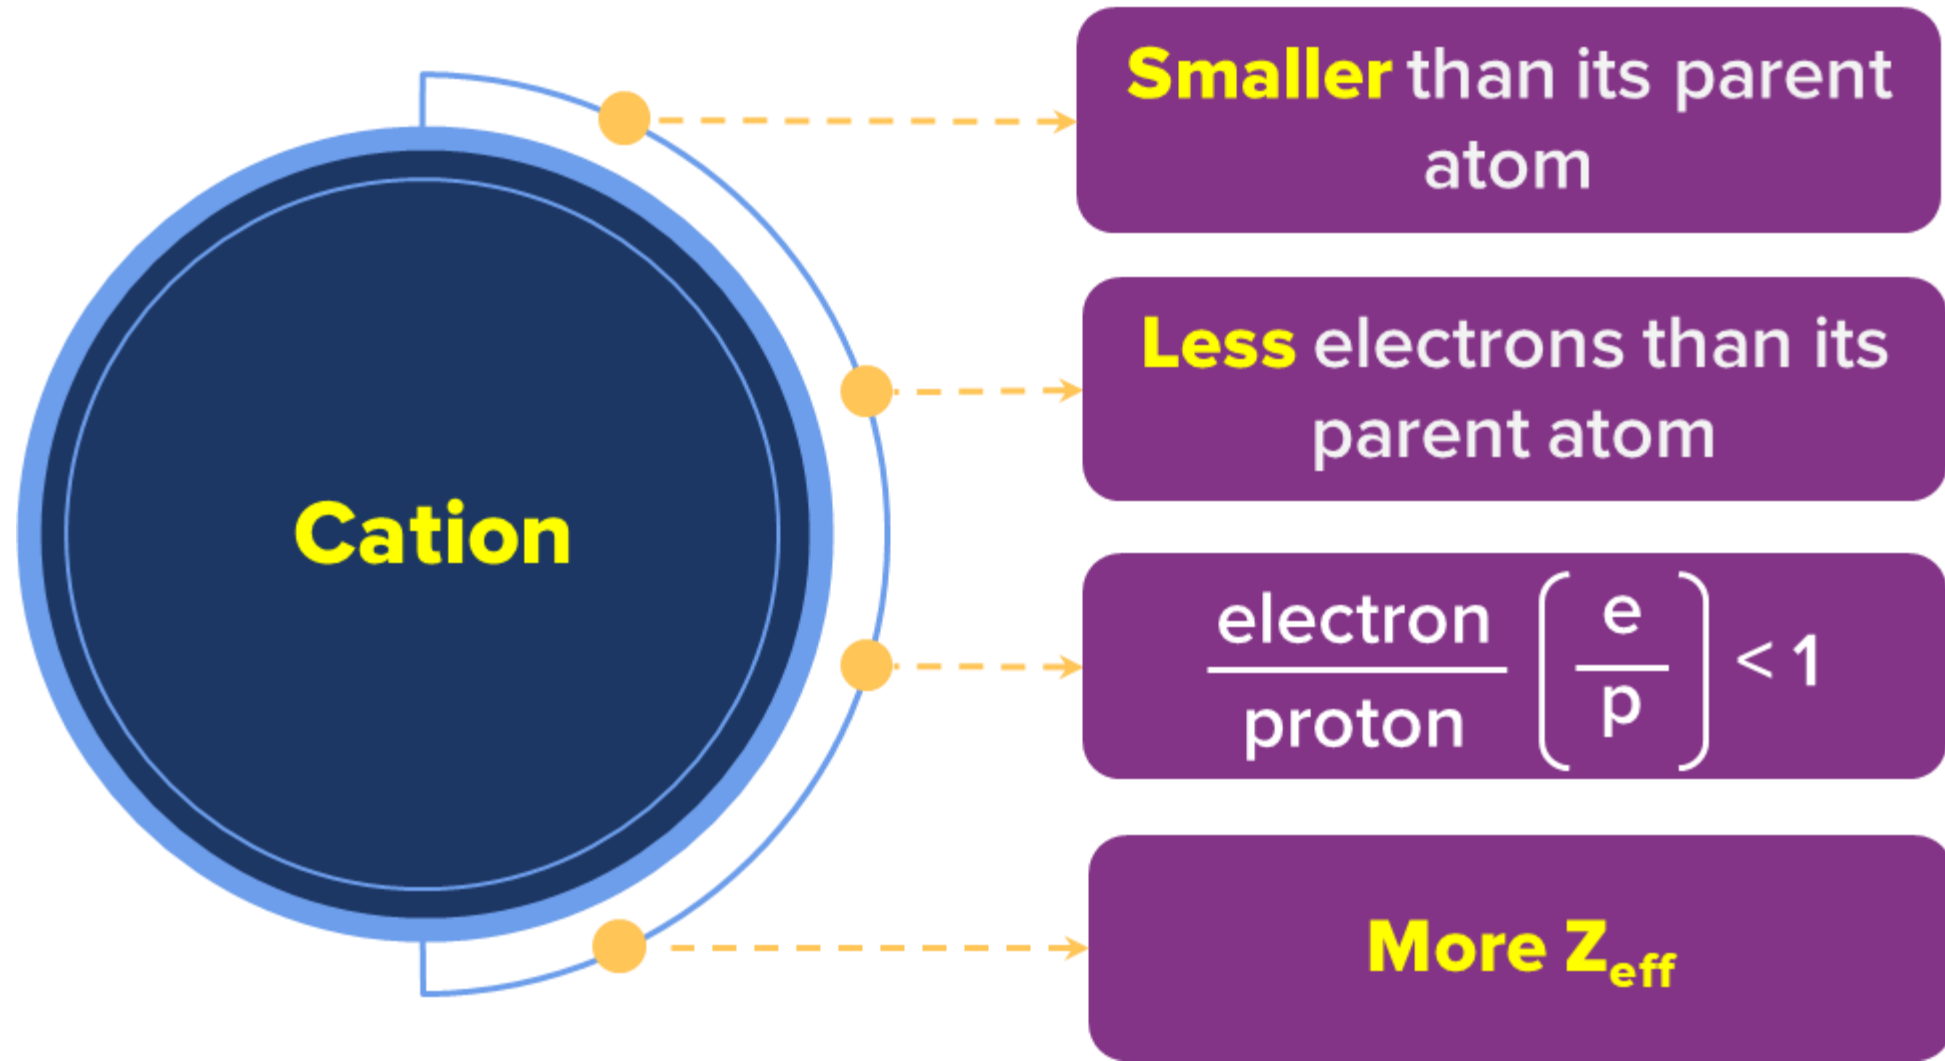 Cation
Smaller than its parent
atom
Less electrons than its
parent atom
electron
proton
e
p
< 1
More Zeff